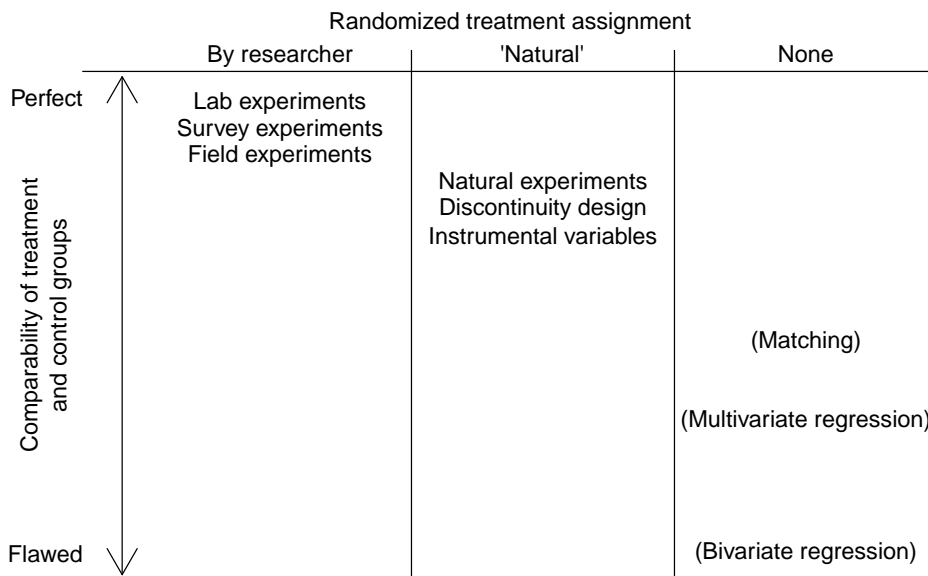 Randomized treatment assignment
By researcher
'Natural'
None
Perfect
Lab experiments
Survey experiments
Field experiments
Natural experiments
Discontinuity design
Instrumental variables
Comparability of treatment
and control groups
(Matching)
(Multivariate regression)
Flawed
(Bivariate regression)